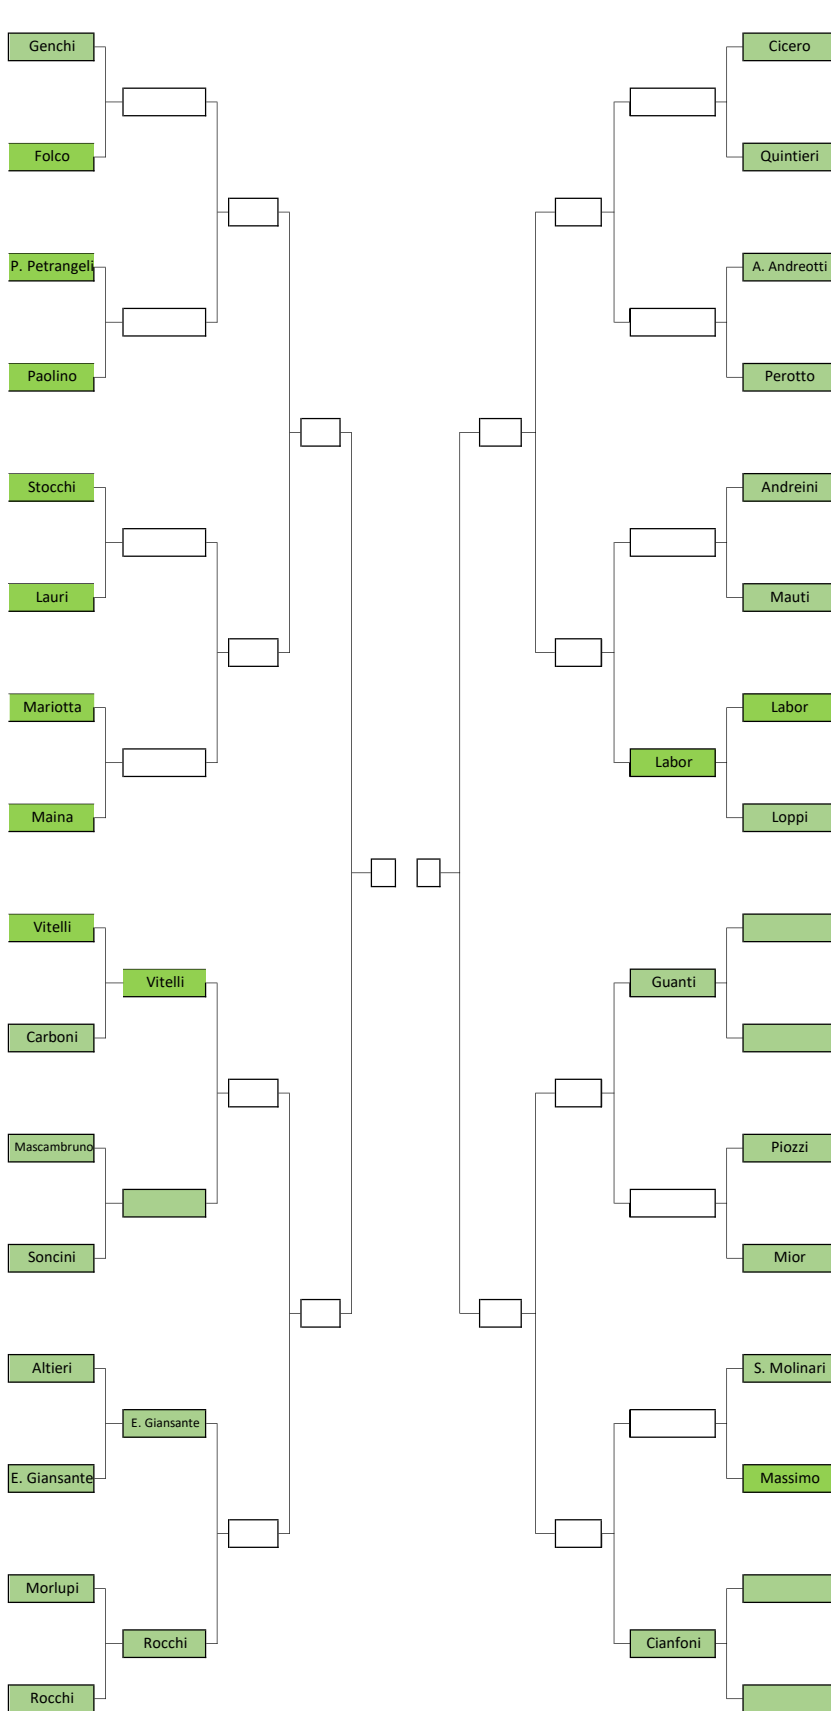 Genchi
Cicero
Folco
Quintieri
P. Petrangeli
A. Andreotti
Paolino
Perotto
Stocchi
Andreini
Lauri
Mauti
Mariotta
Labor
Labor
Maina
Loppi
Vitelli
Vitelli
Guanti
Carboni
Mascambruno
Piozzi
Soncini
Mior
Altieri
S. Molinari
E. Giansante
E. Giansante
Massimo
Morlupi
Rocchi
Cianfoni
Rocchi